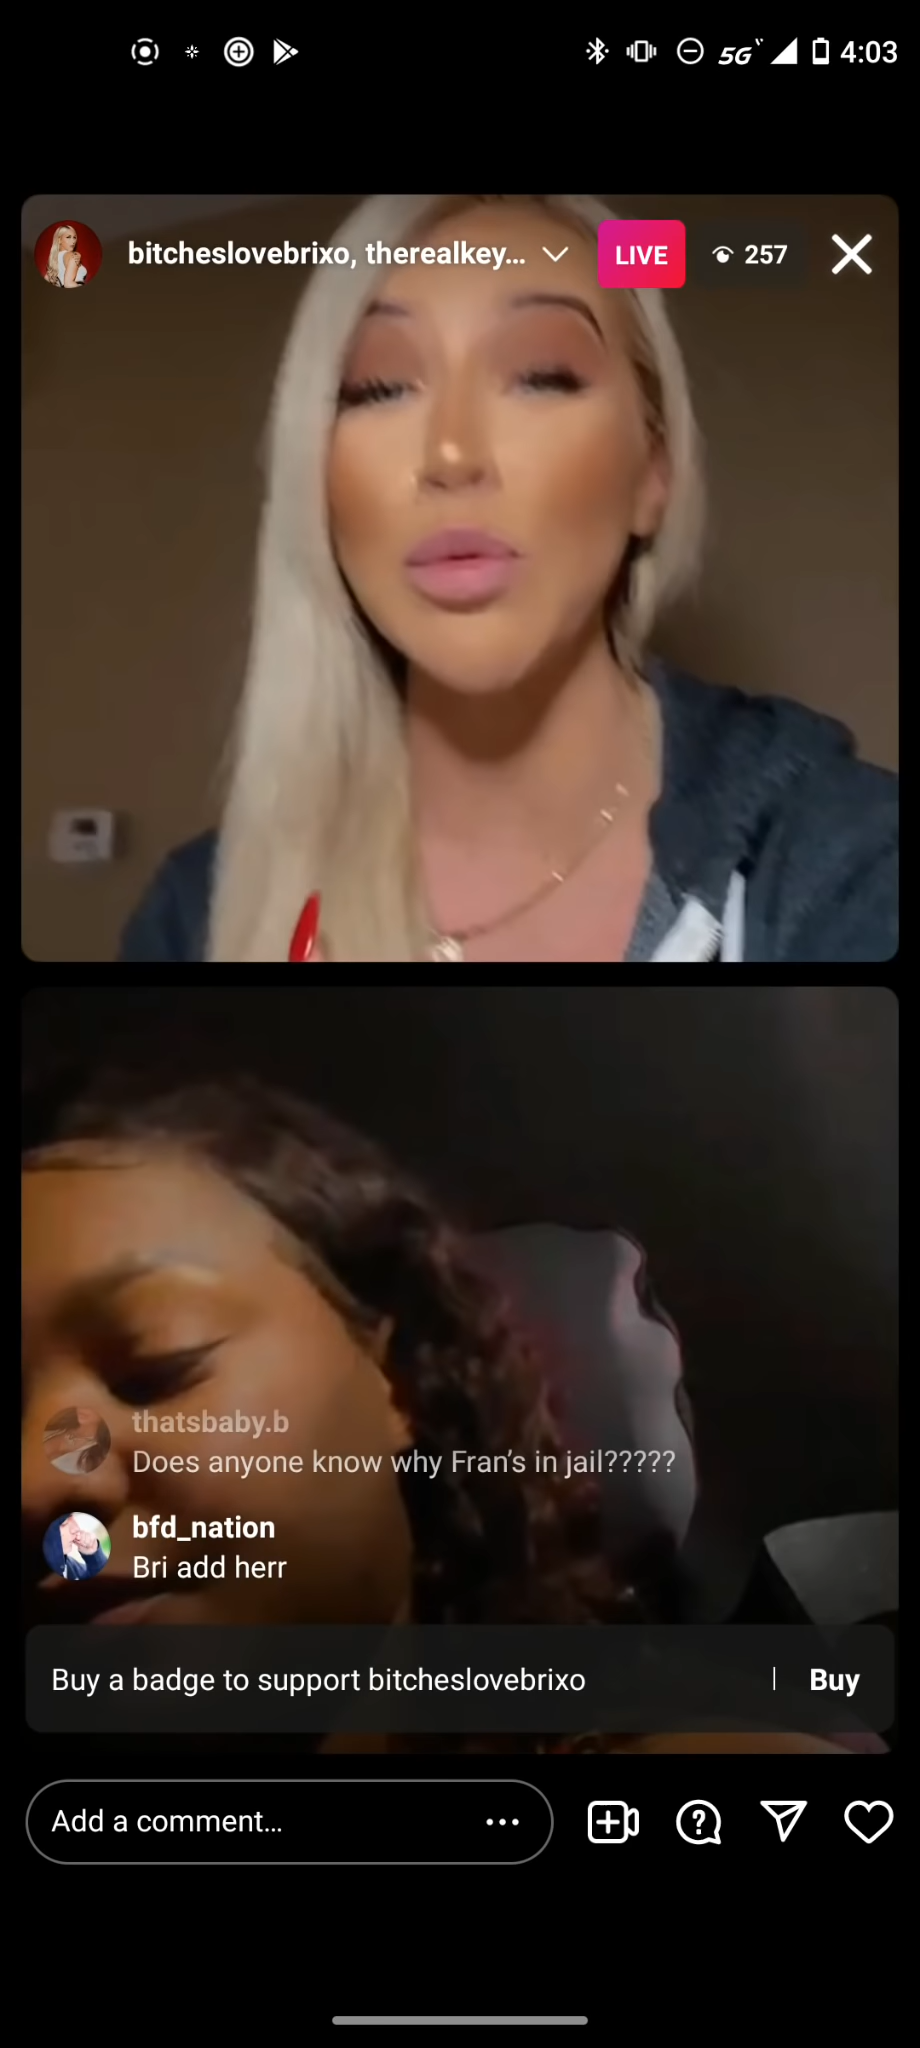 5G 4:03
bitcheslovebrixo, therealkey... LIVE 257
thatsbaby.b
Does anyone know why Fran's in jail?????
bfd_nation
Bri add herr
Buy a badge to support bitcheslovebrixo | Buy
Add a comment...